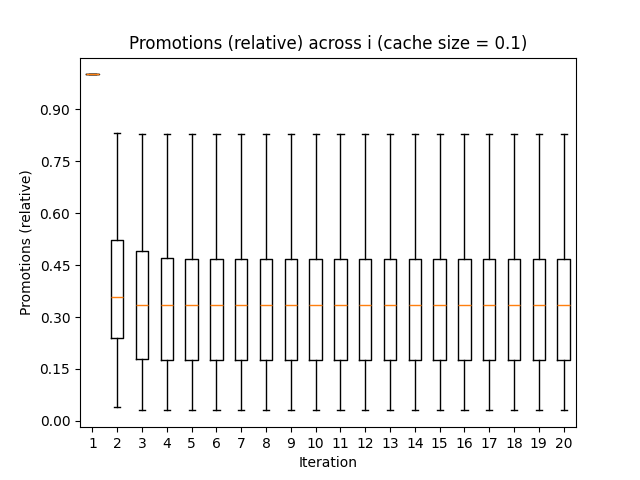 Promotions (relative) across i (cache size = 0.1)
Promotions (relative)
0.90
0.75
0.60
0.45
0.30
0.15
0.00
1 2 3 4 5 6 7 8 9 10 11 12 13 14 15 16 17 18 19 20
Iteration